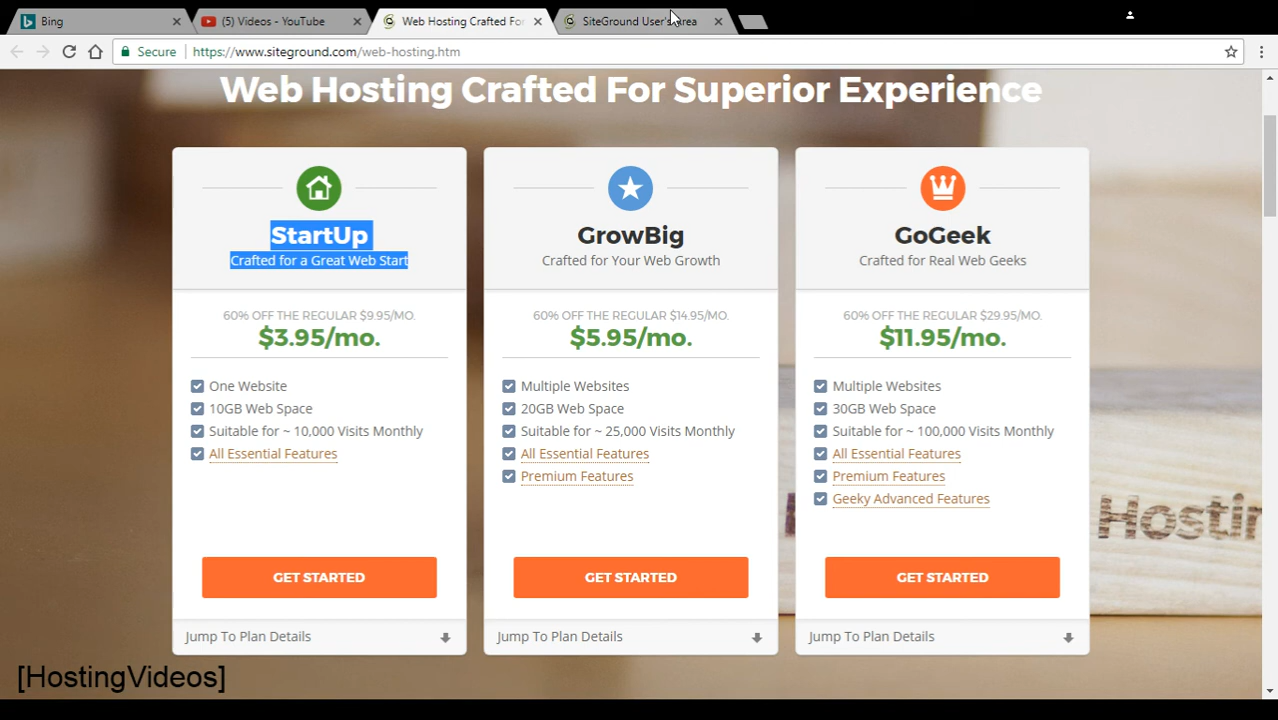 Bing
(5) Videos - YouTube
Web Hosting Crafted For
SiteGround User's Area
Secure
https://www.siteground.com/web-hosting.htm
Web Hosting Crafted For Superior Experience
StartUp
Crafted for a Great Web Start
60% OFF THE REGULAR $9.95/MO.
$3.95/mo.
One Website
10GB Web Space
Suitable for ~ 10,000 Visits Monthly
All Essential Features
GET STARTED
Jump To Plan Details
GrowBig
Crafted for Your Web Growth
60% OFF THE REGULAR $14.95/MO.
$5.95/mo.
Multiple Websites
20GB Web Space
Suitable for ~ 25,000 Visits Monthly
All Essential Features
Premium Features
GET STARTED
Jump To Plan Details
GoGeek
Crafted for Real Web Geeks
60% OFF THE REGULAR $29.95/MO.
$11.95/mo.
Multiple Websites
30GB Web Space
Suitable for ~ 100,000 Visits Monthly
All Essential Features
Premium Features
Geeky Advanced Features
GET STARTED
Jump To Plan Details
Hostin
[HostingVideos]